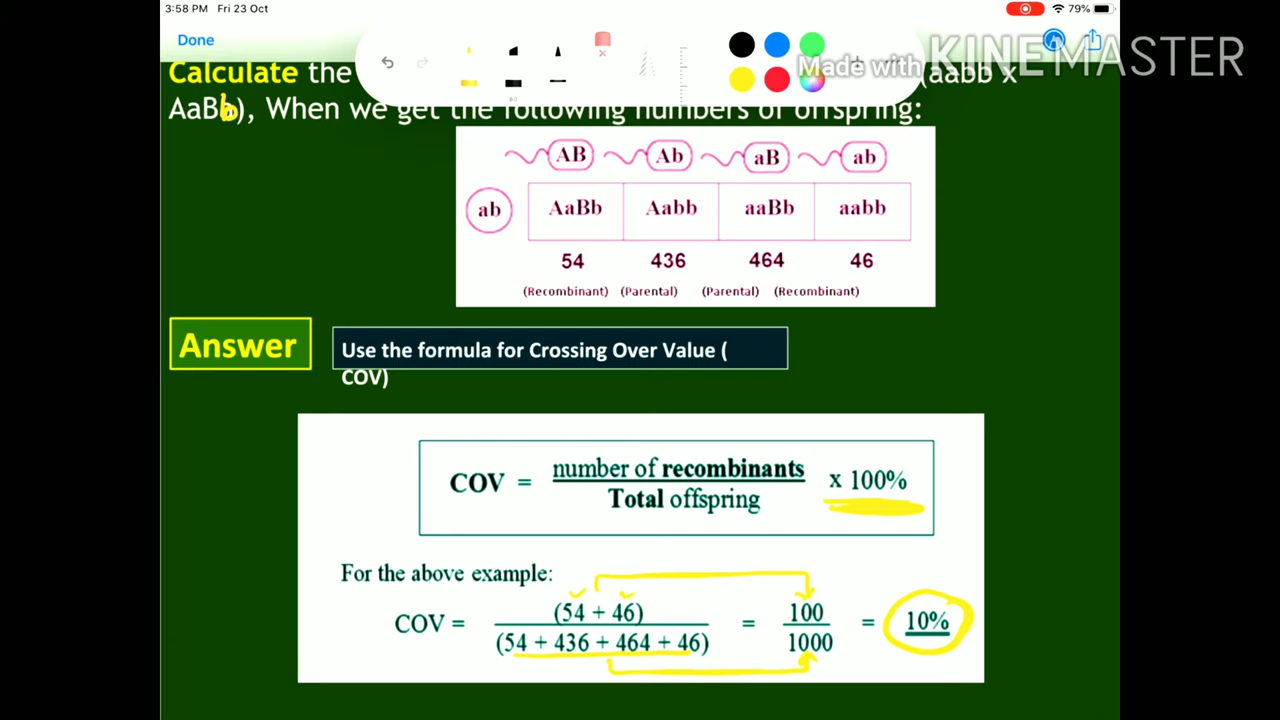 3:58 PM Fri 23 Oct
79%
Done
Made with KINEMASTER
Calculate the (aabb x
AaBb), When we get the following numbers of offspring:
AB Ab aB ab
ab AaBb Aabb aaBb aabb
54 436 464 46
(Recombinant) (Parental) (Parental) (Recombinant)
Answer
Use the formula for Crossing Over Value (
COV)
COV = number of recombinants x 100%
Total offspring
For the above example:
COV = (54 + 46) = 100 = 10%
(54 + 436 + 464 + 46) 1000